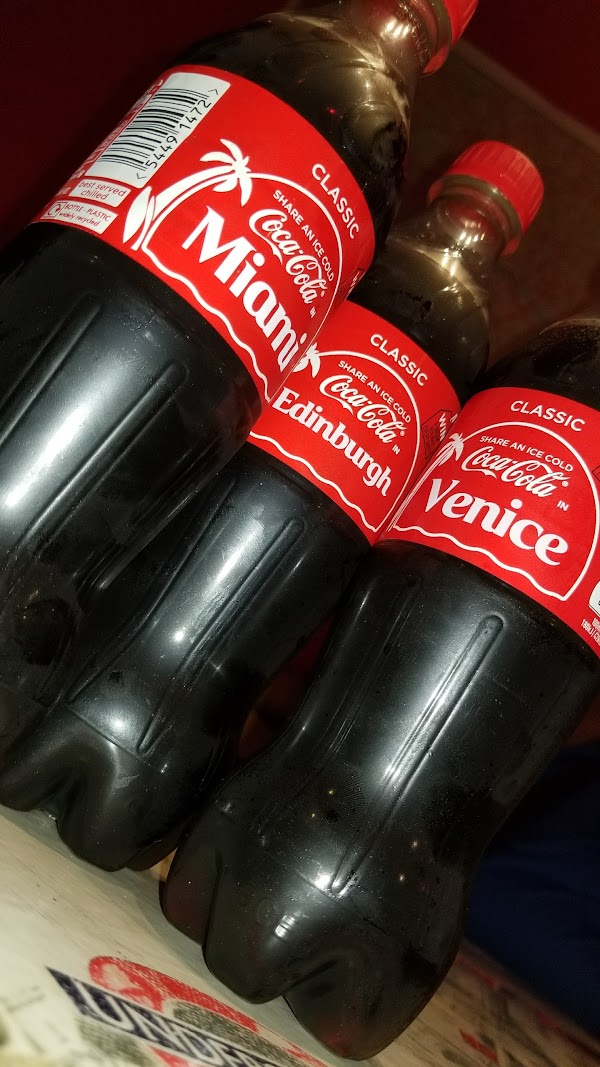 5449 1472
best served
chilled
BOTTLE - PLASTIC
widely recycled
CLASSIC
SHARE AN ICE COLD
Coca-Cola
IN
Miami
CLASSIC
SHARE AN ICE COLD
Coca-Cola
IN
Edinburgh
WIN
CLASSIC
SHARE AN ICE COLD
Coca-Cola
IN
Venice